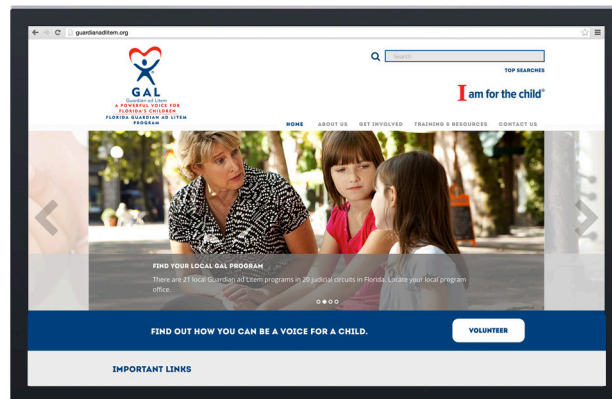 guardianadlitem.org
Search
TOP SEARCHES
GAL
Guardian ad Litem
A POWERFUL VOICE FOR
FLORIDA'S CHILDREN
FLORIDA GUARDIAN AD LITEM
PROGRAM
I am for the child®
HOME ABOUT US GET INVOLVED TRAINING & RESOURCES CONTACT US
FIND YOUR LOCAL GAL PROGRAM
There are 21 local Guardian ad Litem programs in 20 judicial circuits in Florida. Locate your local program
office.
FIND OUT HOW YOU CAN BE A VOICE FOR A CHILD.
VOLUNTEER
IMPORTANT LINKS